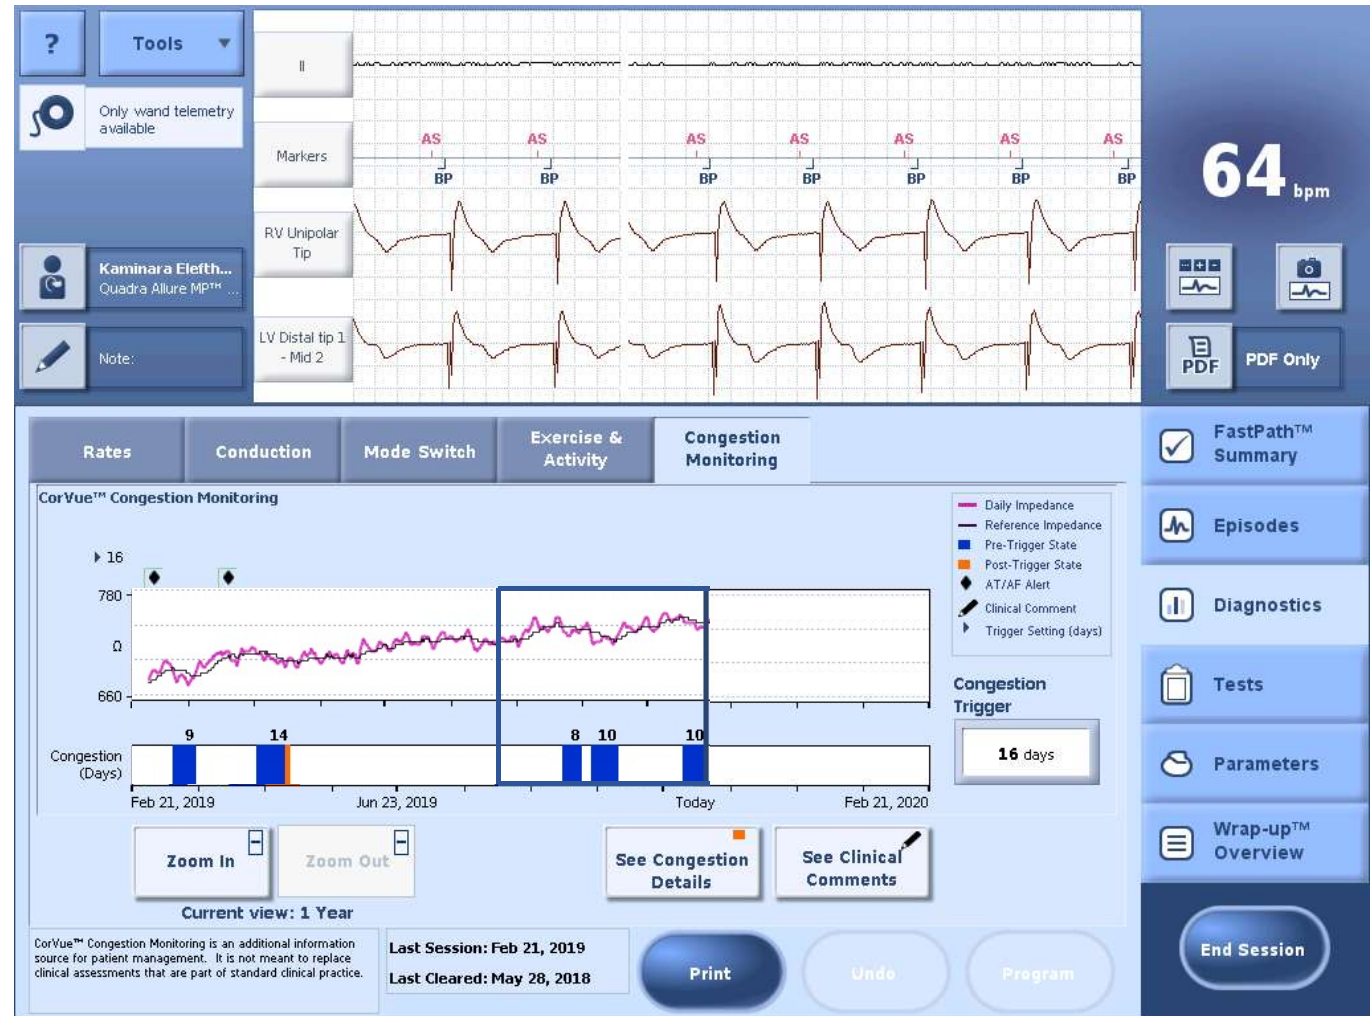 ?
Tools
Only wand telemetry
available
Kaminara Elefth...
Quadra Allure MP™ ...
Note:
II
Markers
AS AS AS AS AS AS AS
BP BP BP BP BP BP BP
RV Unipolar
Tip
LV Distal tip 1
- Mid 2
64 bpm
PDF
PDF Only
Rates
Conduction
Mode Switch
Exercise &
Activity
Congestion
Monitoring
CorVue™ Congestion Monitoring
16
780
Ω
660
9 14 8 10 10
Congestion
(Days)
Feb 21, 2019 Jun 23, 2019 Today Feb 21, 2020
Daily Impedance
Reference Impedance
Pre-Trigger State
Post-Trigger State
AT/AF Alert
Clinical Comment
Trigger Setting (days)
Congestion
Trigger
16 days
Zoom In
Zoom Out
Current view: 1 Year
See Congestion
Details
See Clinical
Comments
CorVue™ Congestion Monitoring is an additional information
source for patient management. It is not meant to replace
clinical assessments that are part of standard clinical practice.
Last Session: Feb 21, 2019
Last Cleared: May 28, 2018
Print
Undo
Program
FastPath™
Summary
Episodes
Diagnostics
Tests
Parameters
Wrap-up™
Overview
End Session